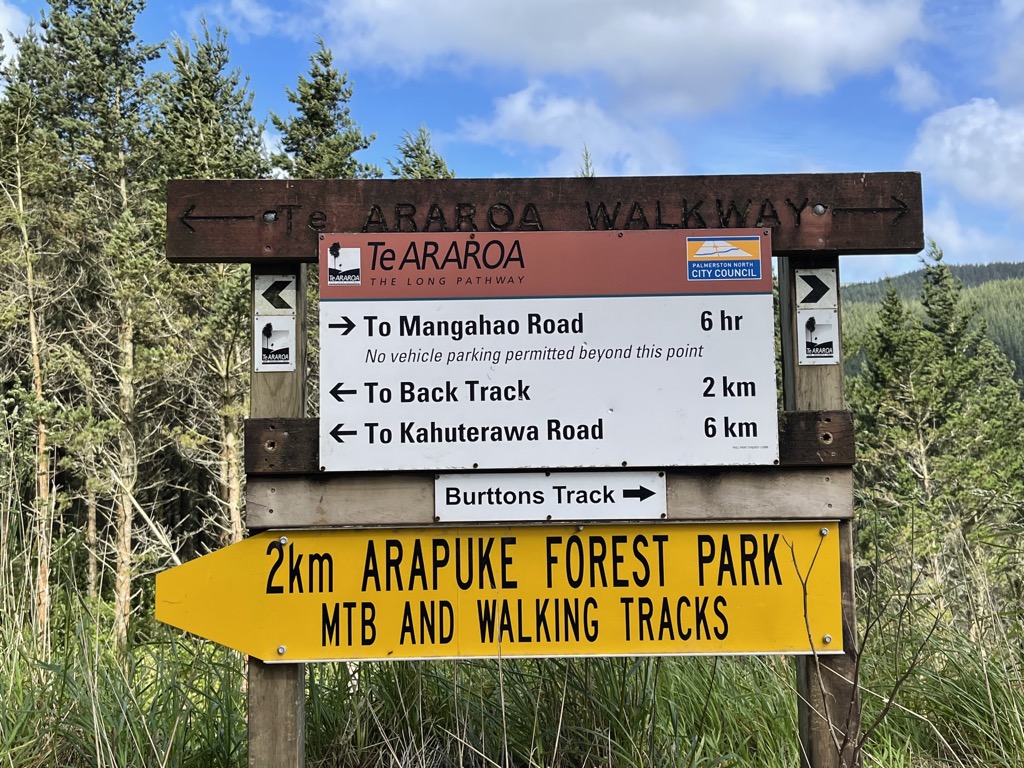 Te ARAROA WALKWAY
Te ARAROA
Te ARAROA
THE LONG PATHWAY
PALMERSTON NORTH
CITY COUNCIL
→ To Mangahao Road 6 hr
No vehicle parking permitted beyond this point
← To Back Track 2 km
← To Kahuterawa Road 6 km
Te ARAROA
Te ARAROA
Burttons Track →
2km ARAPUKE FOREST PARK
MTB AND WALKING TRACKS